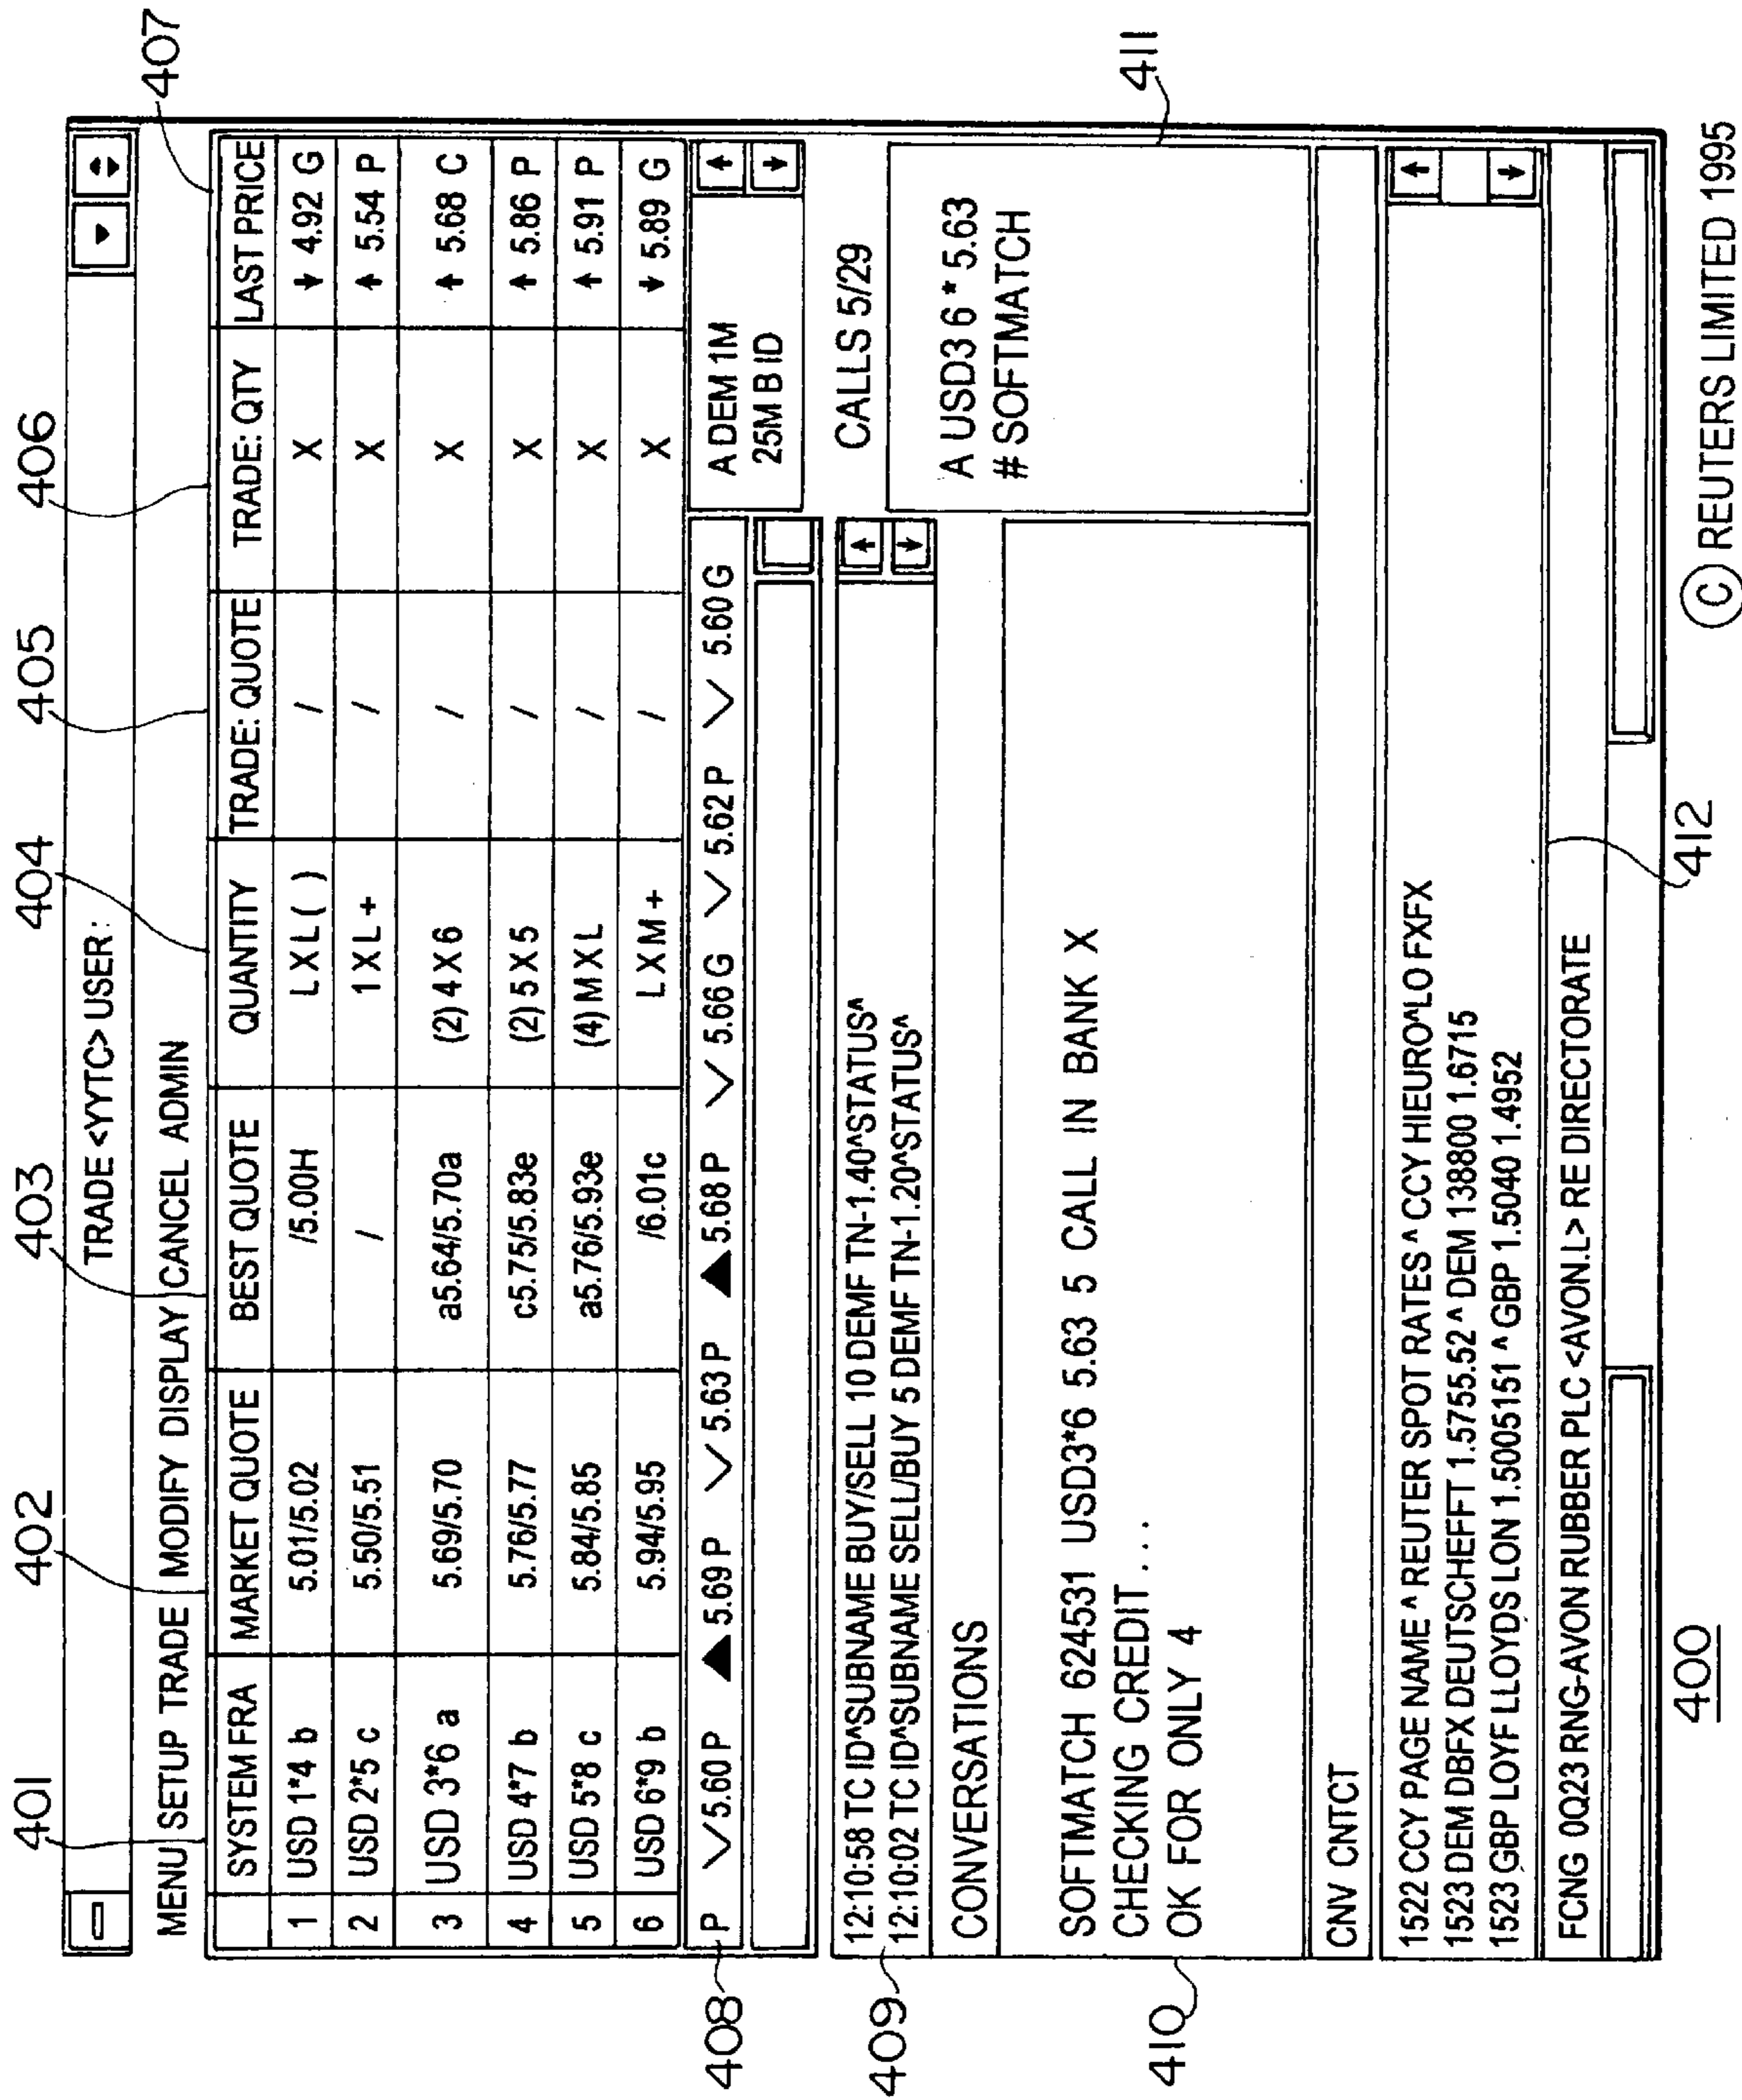 401 402 403 404 405 406 407
TRADE <YYTC> USER:
MENU SETUP TRADE MODIFY DISPLAY CANCEL ADMIN
SYSTEM FRA MARKET QUOTE BEST QUOTE QUANTITY TRADE: QUOTE TRADE: QTY LAST PRICE
1 USD 1*4 b 5.01/5.02 /5.00H L X L ( ) / X 4.92 G
2 USD 2*5 c 5.50/5.51 / 1 X L + / X 5.54 P
3 USD 3*6 a 5.69/5.70 a5.64/5.70a (2) 4 X 6 / X 5.68 C
4 USD 4*7 b 5.76/5.77 c5.75/5.83e (2) 5 X 5 / X 5.86 P
5 USD 5*8 c 5.84/5.85 a5.76/5.93e (4) M X L / X 5.91 P
6 USD 6*9 b 5.94/5.95 /6.01c L X M + / X 5.89 G
408 P 5.60 P 5.69 P 5.63 P 5.68 P 5.66 G 5.62 P 5.60 G
A DEM 1M
25M B ID
409
12:10:58 TC ID^SUBNAME BUY/SELL 10 DEMF TN-1.40^STATUS^
12:10:02 TC ID^SUBNAME SELL/BUY 5 DEMF TN-1.20^STATUS^
CONVERSATIONS CALLS 5/29
410
SOFTMATCH 624531 USD3*6 5.63 5 CALL IN BANK X
CHECKING CREDIT . . .
OK FOR ONLY 4
411
A USD3 6 * 5.63
# SOFTMATCH
CNV CNTCT
1522 CCY PAGE NAME ^ REUTER SPOT RATES ^ CCY HIEURO^LO FXFX
1523 DEM DBFX DEUTSCHEFFT 1.5755.52 ^ DEM 138800 1.6715
1523 GBP LOYF LLOYDS LON 1.5005151 ^ GBP 1.5040 1.4952
FCNG 0Q23 RNG-AVON RUBBER PLC <AVON.L> RE DIRECTORATE
412
400
© REUTERS LIMITED 1995